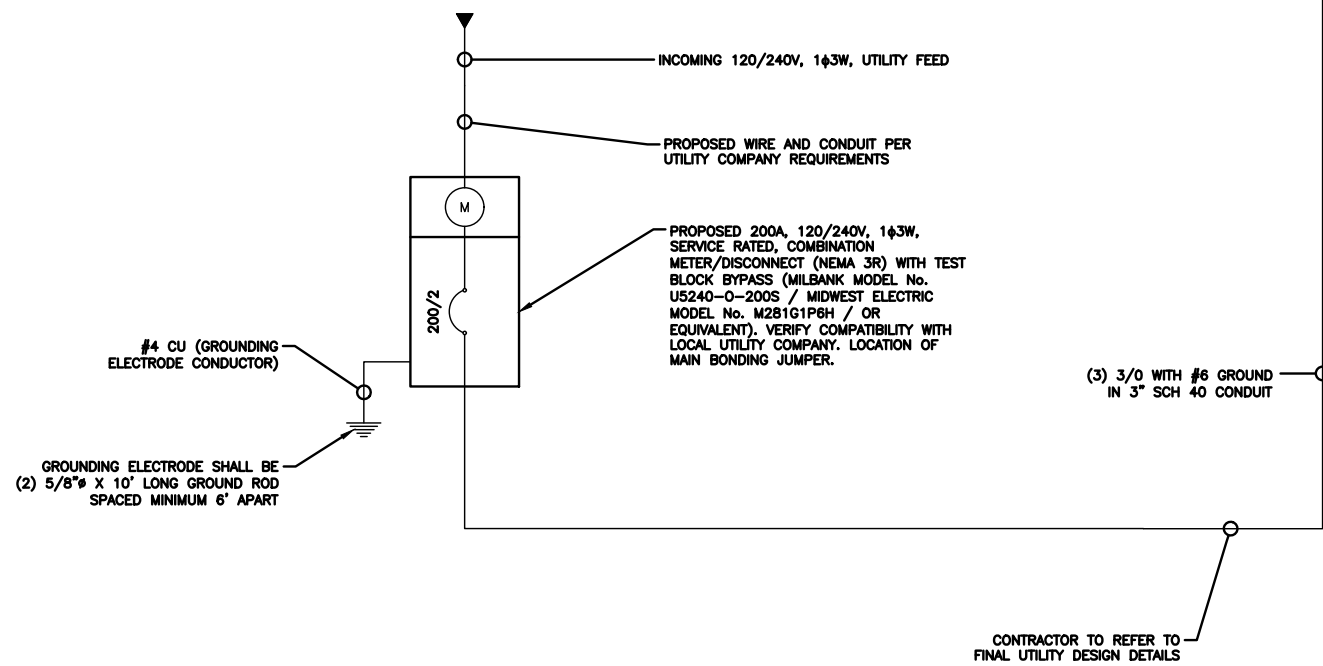 INCOMING 120/240V, 1ϕ3W, UTILITY FEED
PROPOSED WIRE AND CONDUIT PER
UTILITY COMPANY REQUIREMENTS
M
200/2
PROPOSED 200A, 120/240V, 1ϕ3W,
SERVICE RATED, COMBINATION
METER/DISCONNECT (NEMA 3R) WITH TEST
BLOCK BYPASS (MILBANK MODEL No.
U5240-O-200S / MIDWEST ELECTRIC
MODEL No. M281G1P6H / OR
EQUIVALENT). VERIFY COMPATIBILITY WITH
LOCAL UTILITY COMPANY. LOCATION OF
MAIN BONDING JUMPER.
#4 CU (GROUNDING
ELECTRODE CONDUCTOR)
(3) 3/0 WITH #6 GROUND
IN 3" SCH 40 CONDUIT
GROUNDING ELECTRODE SHALL BE
(2) 5/8"ø X 10' LONG GROUND ROD
SPACED MINIMUM 6' APART
CONTRACTOR TO REFER TO
FINAL UTILITY DESIGN DETAILS